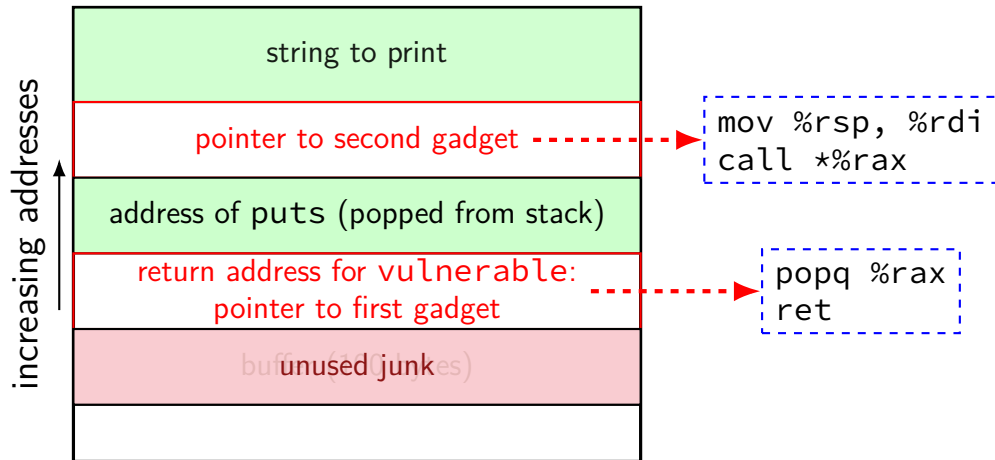 string to print
pointer to second gadget
mov %rsp, %rdi
call *%rax
increasing addresses
address of puts (popped from stack)
return address for vulnerable:
pointer to first gadget
popq %rax
ret
unused junk